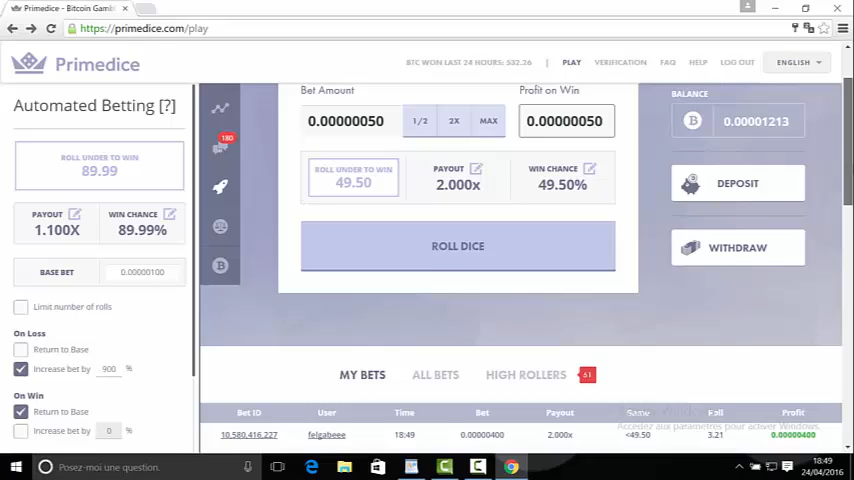 Primedice - Bitcoin Gamb
https://primedice.com/play
Primedice
BTC WON LAST 24 HOURS: 532.26
PLAY
VERIFICATION
FAQ
HELP
LOG OUT
ENGLISH
Automated Betting [?]
ROLL UNDER TO WIN
89.99
PAYOUT
1.100X
WIN CHANCE
89.99%
BASE BET
0.00000100
Limit number of rolls
On Loss
Return to Base
Increase bet by 900 %
On Win
Return to Base
Increase bet by 0 %
180
Bet Amount
0.00000050
1/2
2X
MAX
Profit on Win
0.00000050
ROLL UNDER TO WIN
49.50
PAYOUT
2.000x
WIN CHANCE
49.50%
ROLL DICE
BALANCE
0.00001213
DEPOSIT
WITHDRAW
MY BETS
ALL BETS
HIGH ROLLERS
61
Bet ID User Time Bet Payout Game Roll Profit
10,580,416,227 felgabeee 18:49 0.00000400 2.000x <49.50 3.21 0.00000400
Accédez aux paramètres pour activer Windows.
Posez-moi une question.
18:49
24/04/2016